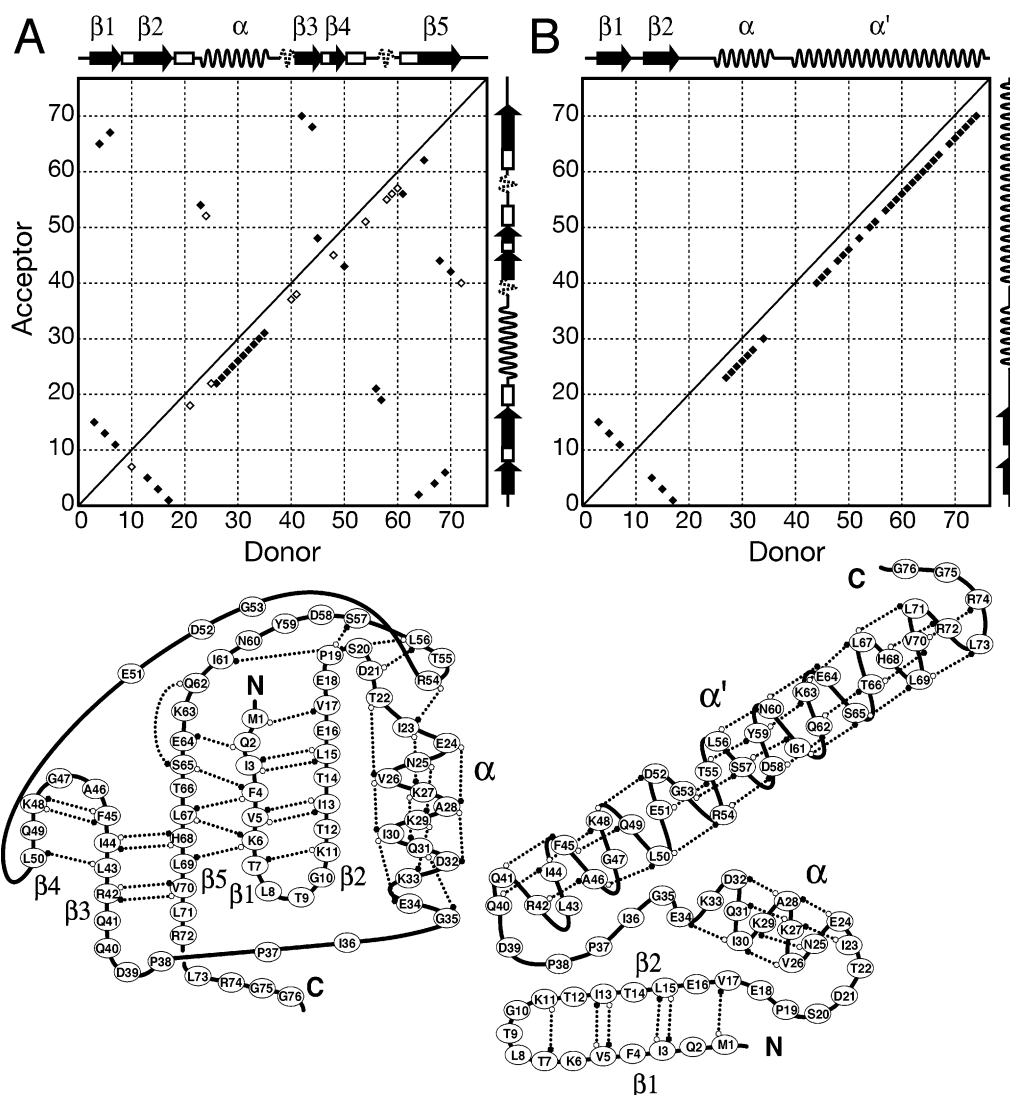 A
β1 β2 α β3 β4 β5
70
60
50
40
30
20
10
0
0 10 20 30 40 50 60 70
Acceptor
Donor
B
β1 β2 α α'
70
60
50
40
30
20
10
0
0 10 20 30 40 50 60 70
Donor
G53
D52
E51
D58
S57
Y59
N60
I61
L56
T55
R54
P19
S20
D21
T22
Q62
K63
E64
S65
T66
L67
H68
L69
V70
L71
R72
N
M1
Q2
I3
F4
V5
K6
T7
L8
T9
G10
K11
T12
I13
T14
L15
E16
V17
E18
I23
E24
N25
V26
K27
A28
K29
I30
Q31
D32
K33
E34
G35
α
G47
A46
K48
F45
Q49
I44
L50
L43
R42
Q41
Q40
D39
P38
P37
I36
β4
β3
β5
β1
β2
L73
R74
G75
G76
C
C
G76
G75
R74
L71
R72
L73
V70
L67
H68
L69
E64
T66
K63
S65
N60
Q62
Y59
I61
L56
D58
S57
T55
R54
D52
G53
E51
K48
Q49
L50
F45
G47
I44
A46
Q41
Q40
R42
L43
D39
P38
P37
I36
G35
E34
α'
α
D32
K33
Q31
I30
A28
K29
K27
V26
N25
E24
I23
T22
D21
S20
P19
E18
V17
E16
L15
T14
I13
T12
K11
G10
T9
L8
T7
K6
V5
F4
I3
Q2
M1
N
β2
β1